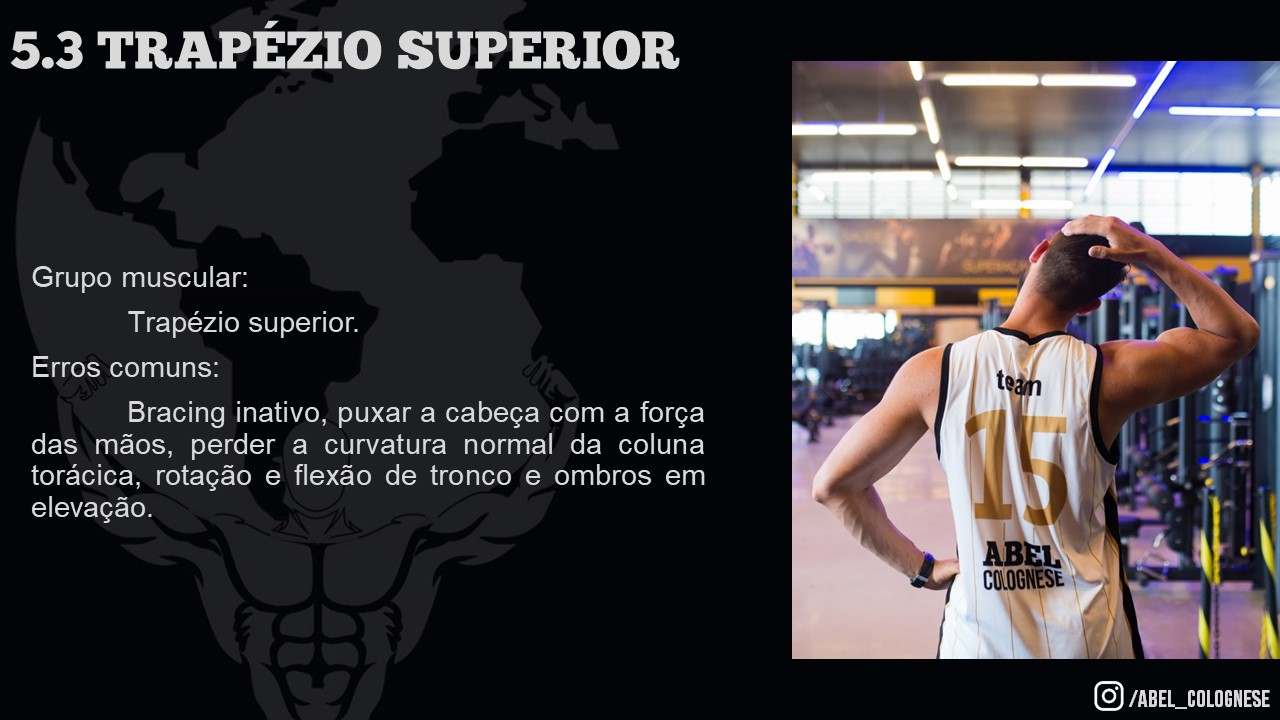 5.3 TRAPÉZIO SUPERIOR
Grupo muscular:
Trapézio superior.
Erros comuns:
Bracing inativo, puxar a cabeça com a força
das mãos, perder a curvatura normal da coluna
torácica, rotação e flexão de tronco e ombros em
elevação.
team
15
ABEL
COLOGNESE
/ABEL_COLOGNESE